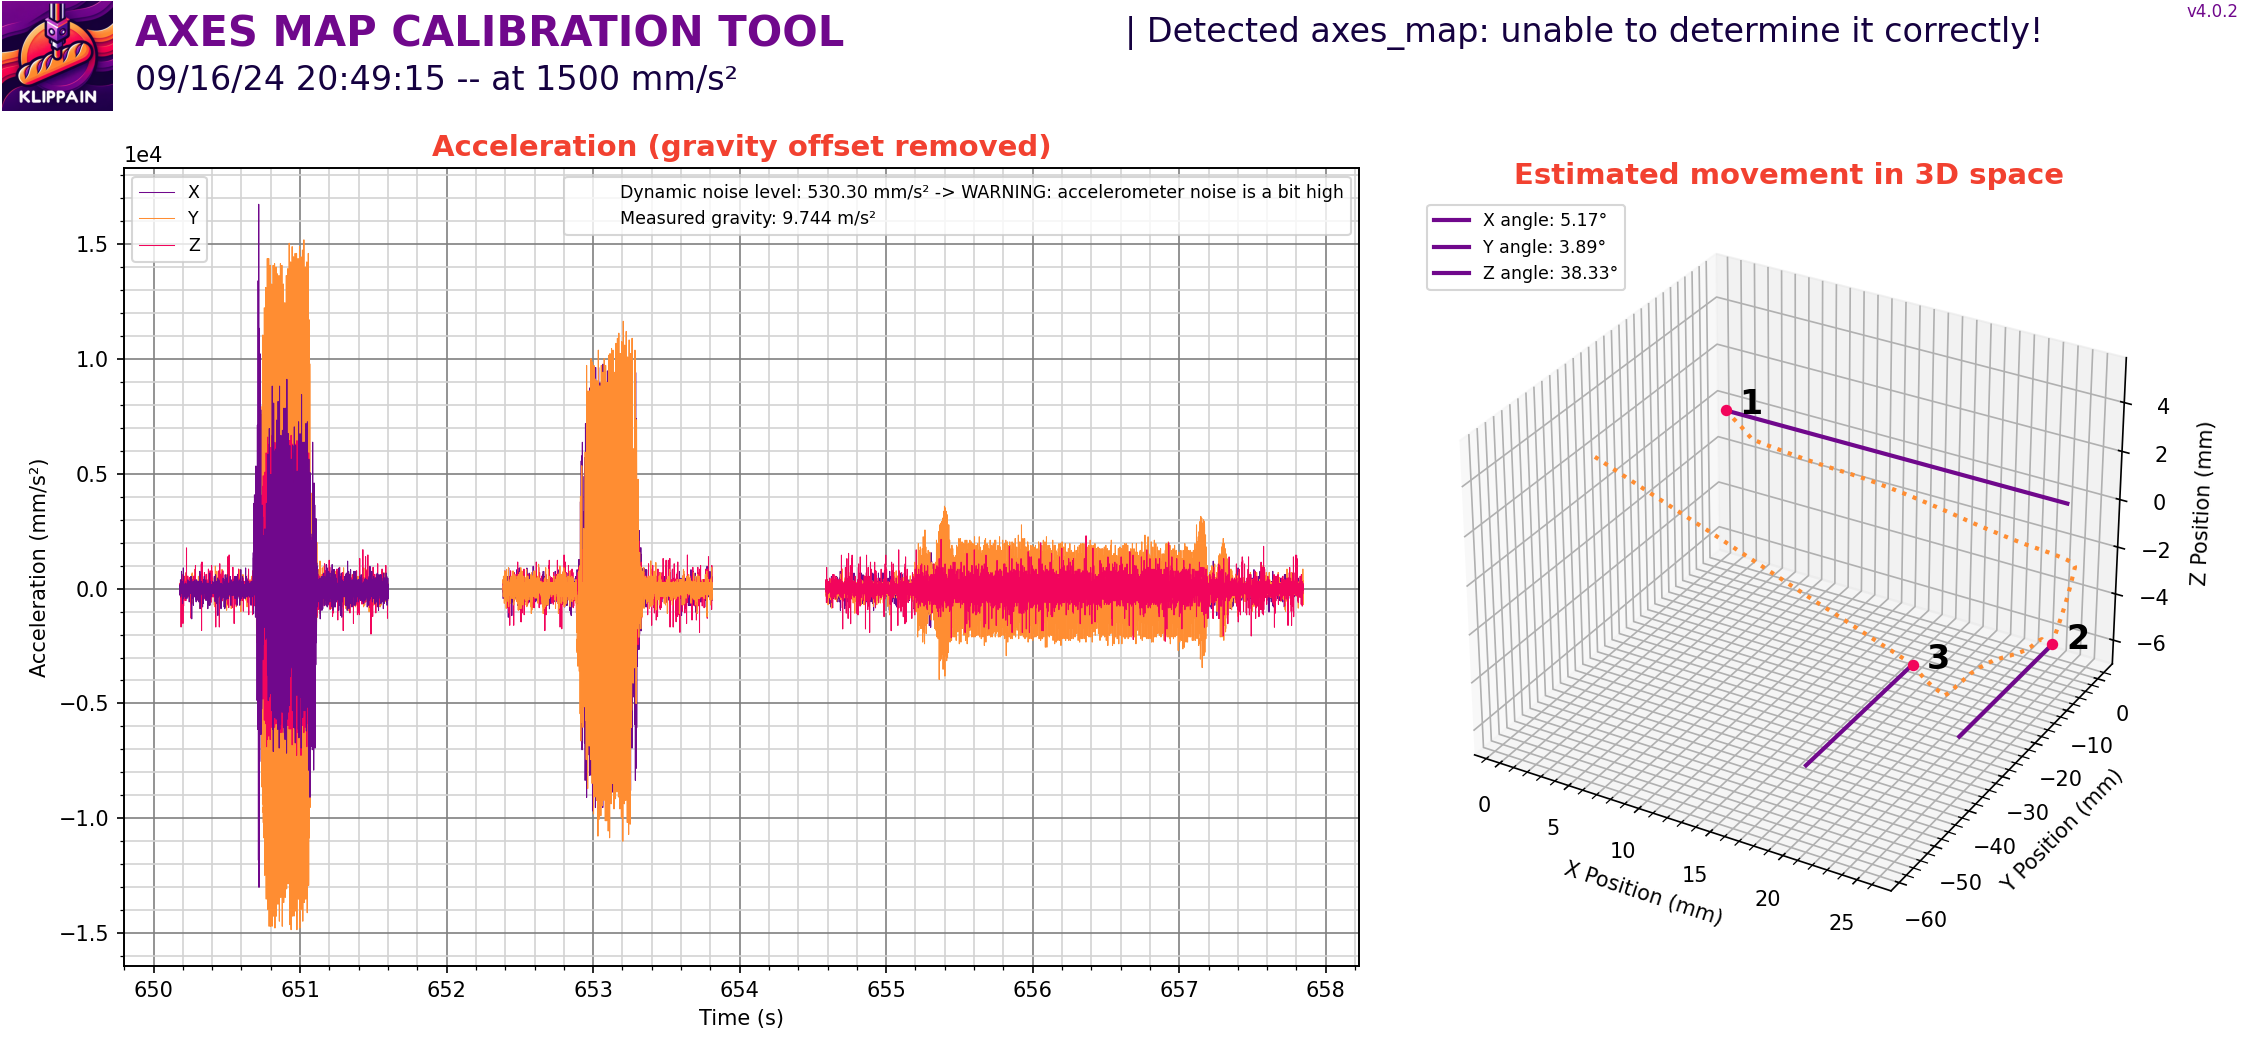 AXES MAP CALIBRATION TOOL
| Detected axes_map: unable to determine it correctly!
v4.0.2
09/16/24 20:49:15 -- at 1500 mm/s²
KLIPPAIN
Acceleration (gravity offset removed)
1e4
X
Y
Z
Dynamic noise level: 530.30 mm/s² -> WARNING: accelerometer noise is a bit high
Measured gravity: 9.744 m/s²
1.5
1.0
0.5
0.0
−0.5
−1.0
−1.5
Acceleration (mm/s²)
650 651 652 653 654 655 656 657 658
Time (s)
Estimated movement in 3D space
X angle: 5.17°
Y angle: 3.89°
Z angle: 38.33°
1
2
3
4
2
0
−2
−4
−6
Z Position (mm)
0
−10
−20
−30
−40
−50
−60
Y Position (mm)
0
5
10
15
20
25
X Position (mm)